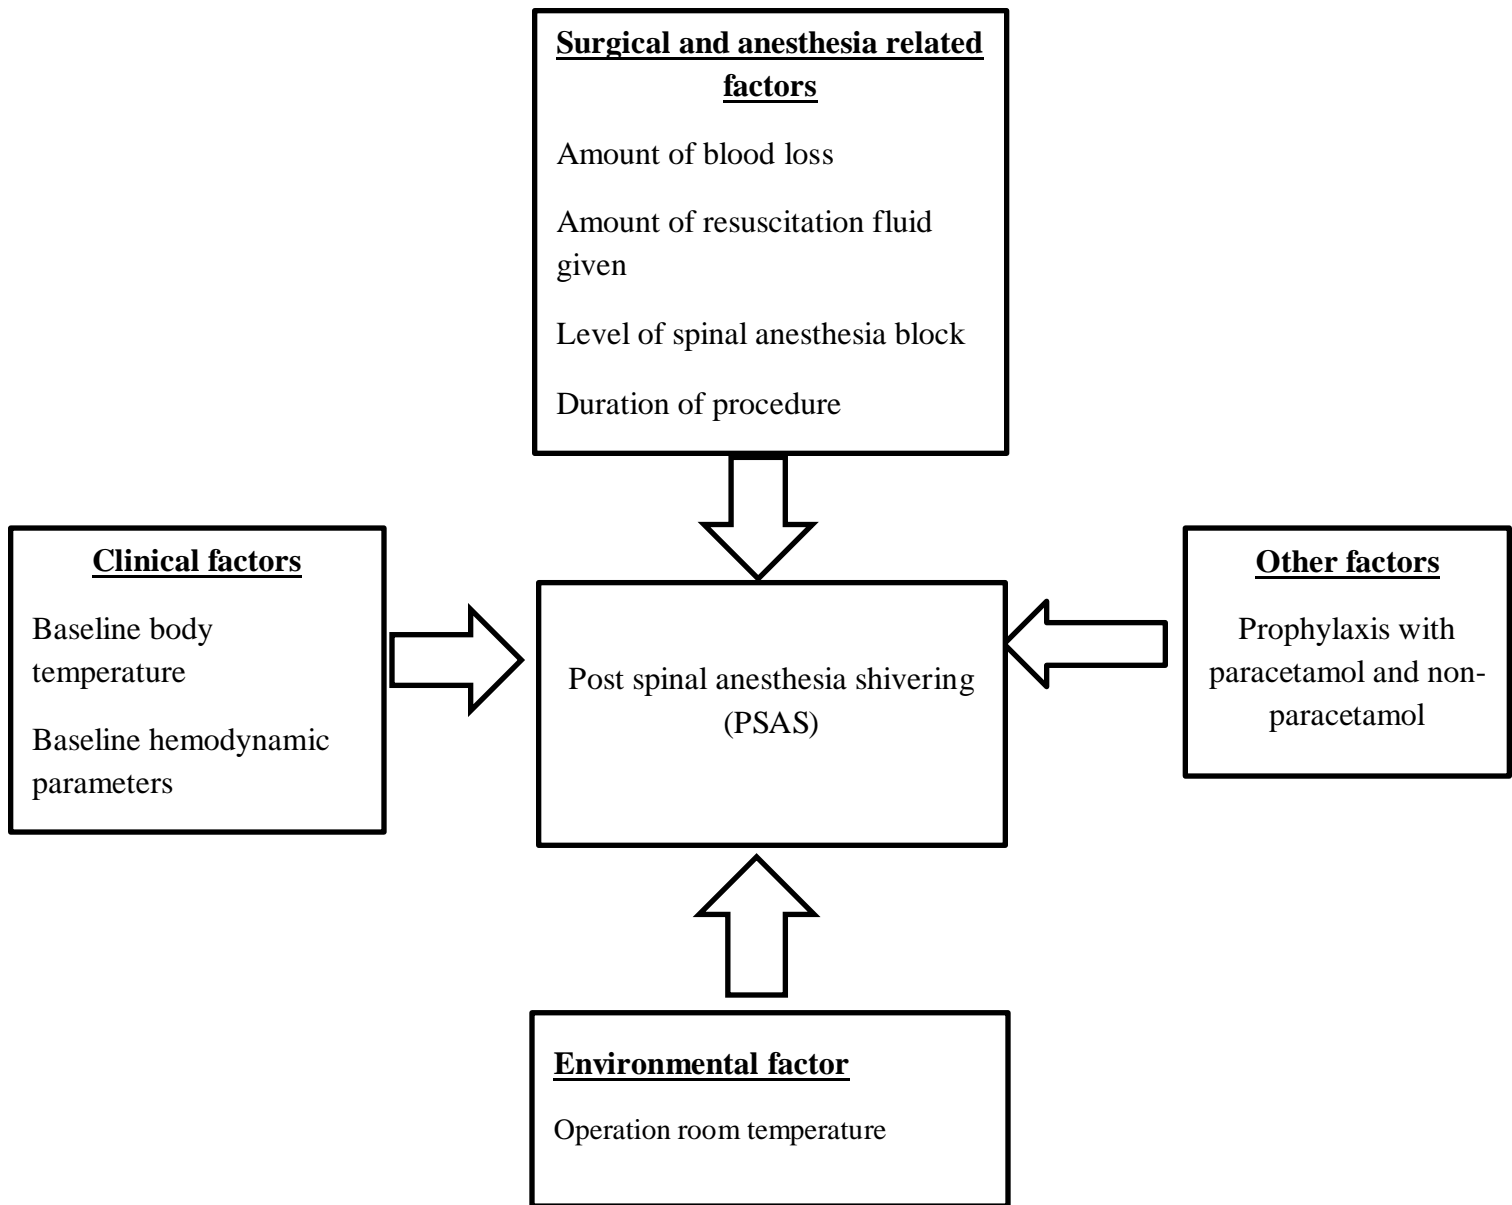 Surgical and anesthesia related
factors
Amount of blood loss
Amount of resuscitation fluid
given
Level of spinal anesthesia block
Duration of procedure
Clinical factors
Baseline body
temperature
Baseline hemodynamic
parameters
Post spinal anesthesia shivering
(PSAS)
Other factors
Prophylaxis with
paracetamol and non-
paracetamol
Environmental factor
Operation room temperature